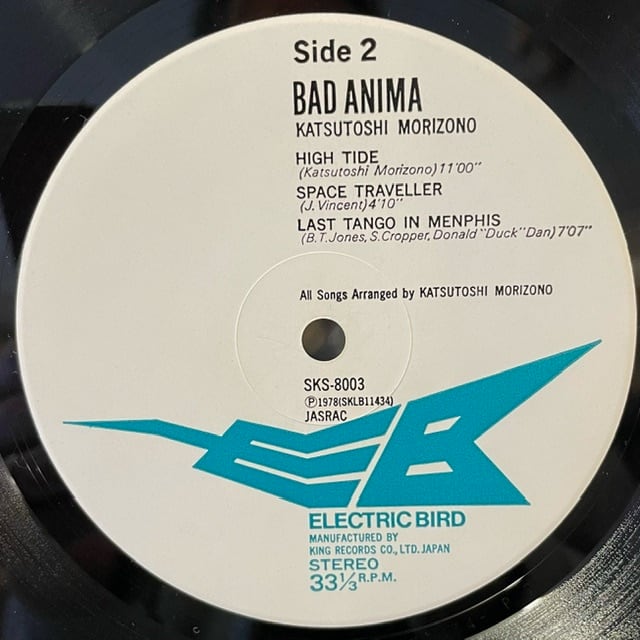 Side 2
BAD ANIMA
KATSUTOSHI MORIZONO
HIGH TIDE
(Katsutoshi Morizono) 11'00"
SPACE TRAVELLER
(J. Vincent) 4'10"
LAST TANGO IN MENPHIS
(B.T. Jones, S. Cropper, Donald "Duck" Dan) 7'07"
All Songs Arranged by KATSUTOSHI MORIZONO
SKS-8003
Ⓟ1978(SKLB11434)
JASRAC
EB
ELECTRIC BIRD
MANUFACTURED BY
KING RECORDS CO., LTD. JAPAN
STEREO
33⅓ R.P.M.